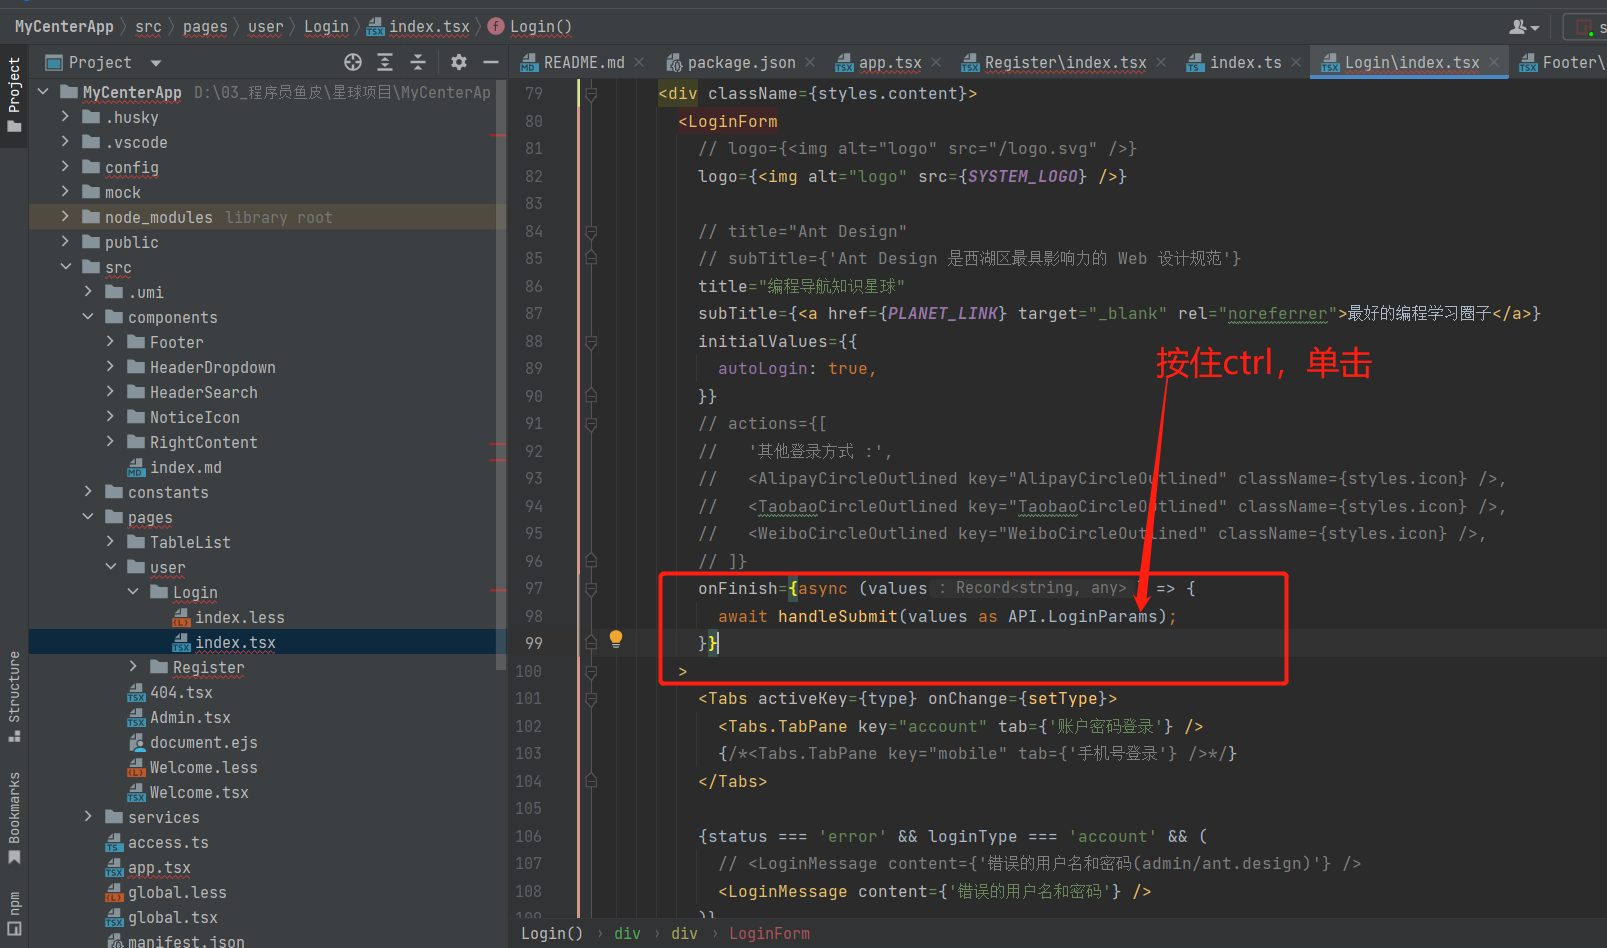 MyCenterApp src pages user Login index.tsx Login()
Project
README.md package.json app.tsx Register\index.tsx index.ts Login\index.tsx Footer\
Project
MyCenterApp D:\03_程序员鱼皮\星球项目\MyCenterAp
.husky
.vscode
config
mock
node_modules library root
public
src
.umi
components
Footer
HeaderDropdown
HeaderSearch
NoticeIcon
RightContent
index.md
constants
pages
TableList
user
Login
index.less
index.tsx
Register
404.tsx
Admin.tsx
document.ejs
Welcome.less
Welcome.tsx
services
access.ts
app.tsx
global.less
global.tsx
manifest.json
Structure
Bookmarks
npm
79 <div className={styles.content}>
80 <LoginForm
81 // logo={<img alt="logo" src="/logo.svg" />}
82 logo={<img alt="logo" src={SYSTEM_LOGO} />}
83
84 // title="Ant Design"
85 // subTitle={'Ant Design 是西湖区最具影响力的 Web 设计规范'}
86 title="编程导航知识星球"
87 subTitle={<a href={PLANET_LINK} target="_blank" rel="noreferrer">最好的编程学习圈子</a>}
88 initialValues={{
89 autoLogin: true,
90 }}
91 // actions={[
92 // '其他登录方式 :',
93 // <AlipayCircleOutlined key="AlipayCircleOutlined" className={styles.icon} />,
94 // <TaobaoCircleOutlined key="TaobaoCircleOutlined" className={styles.icon} />,
95 // <WeiboCircleOutlined key="WeiboCircleOutlined" className={styles.icon} />,
96 // ]}
97 onFinish={async (values : Record<string, any> ) => {
98 await handleSubmit(values as API.LoginParams);
99 }}
100 >
101 <Tabs activeKey={type} onChange={setType}>
102 <Tabs.TabPane key="account" tab={'账户密码登录'} />
103 {/*<Tabs.TabPane key="mobile" tab={'手机号登录'} />*/}
104 </Tabs>
105
106 {status === 'error' && loginType === 'account' && (
107 // <LoginMessage content={'错误的用户名和密码(admin/ant.design)'} />
108 <LoginMessage content={'错误的用户名和密码'} />
109 )}
按住ctrl，单击
Login() div div LoginForm